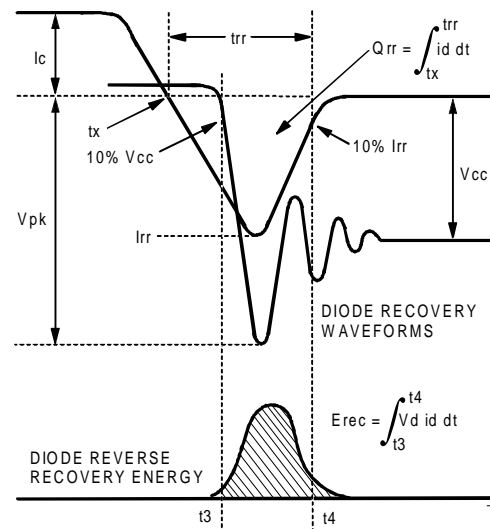 trr
Ic
Qrr = ∫ trr id dt tx
tx
10% Vcc
10% Irr
Vpk
Vcc
Irr
DIODE RECOVERY
WAVEFORMS
Erec = ∫ t4 Vd id dt t3
DIODE REVERSE
RECOVERY ENERGY
t3
t4